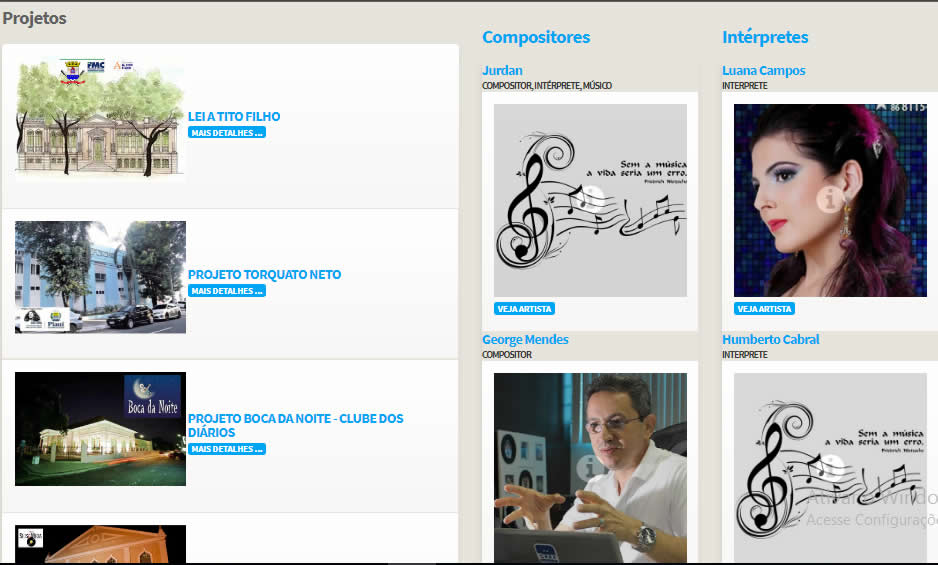 Projetos
FMC
LEI A TITO FILHO
MAIS DETALHES ...
PROJETO TORQUATO NETO
MAIS DETALHES ...
Piauí
Boca da Noite
PROJETO BOCA DA NOITE - CLUBE DOS
DIÁRIOS
MAIS DETALHES ...
Compositores
Jurdan
COMPOSITOR, INTÉRPRETE, MÚSICO
Sem a música
a vida seria um erro.
Friedrich Nietzsche
VEJA ARTISTA
George Mendes
COMPOSITOR
Intérpretes
Luana Campos
INTERPRETE
86 8115
VEJA ARTISTA
Humberto Cabral
INTERPRETE
Sem a música
a vida seria um erro.
Friedrich Nietzsche
Ativar o Windo
Acesse Configuraçõe